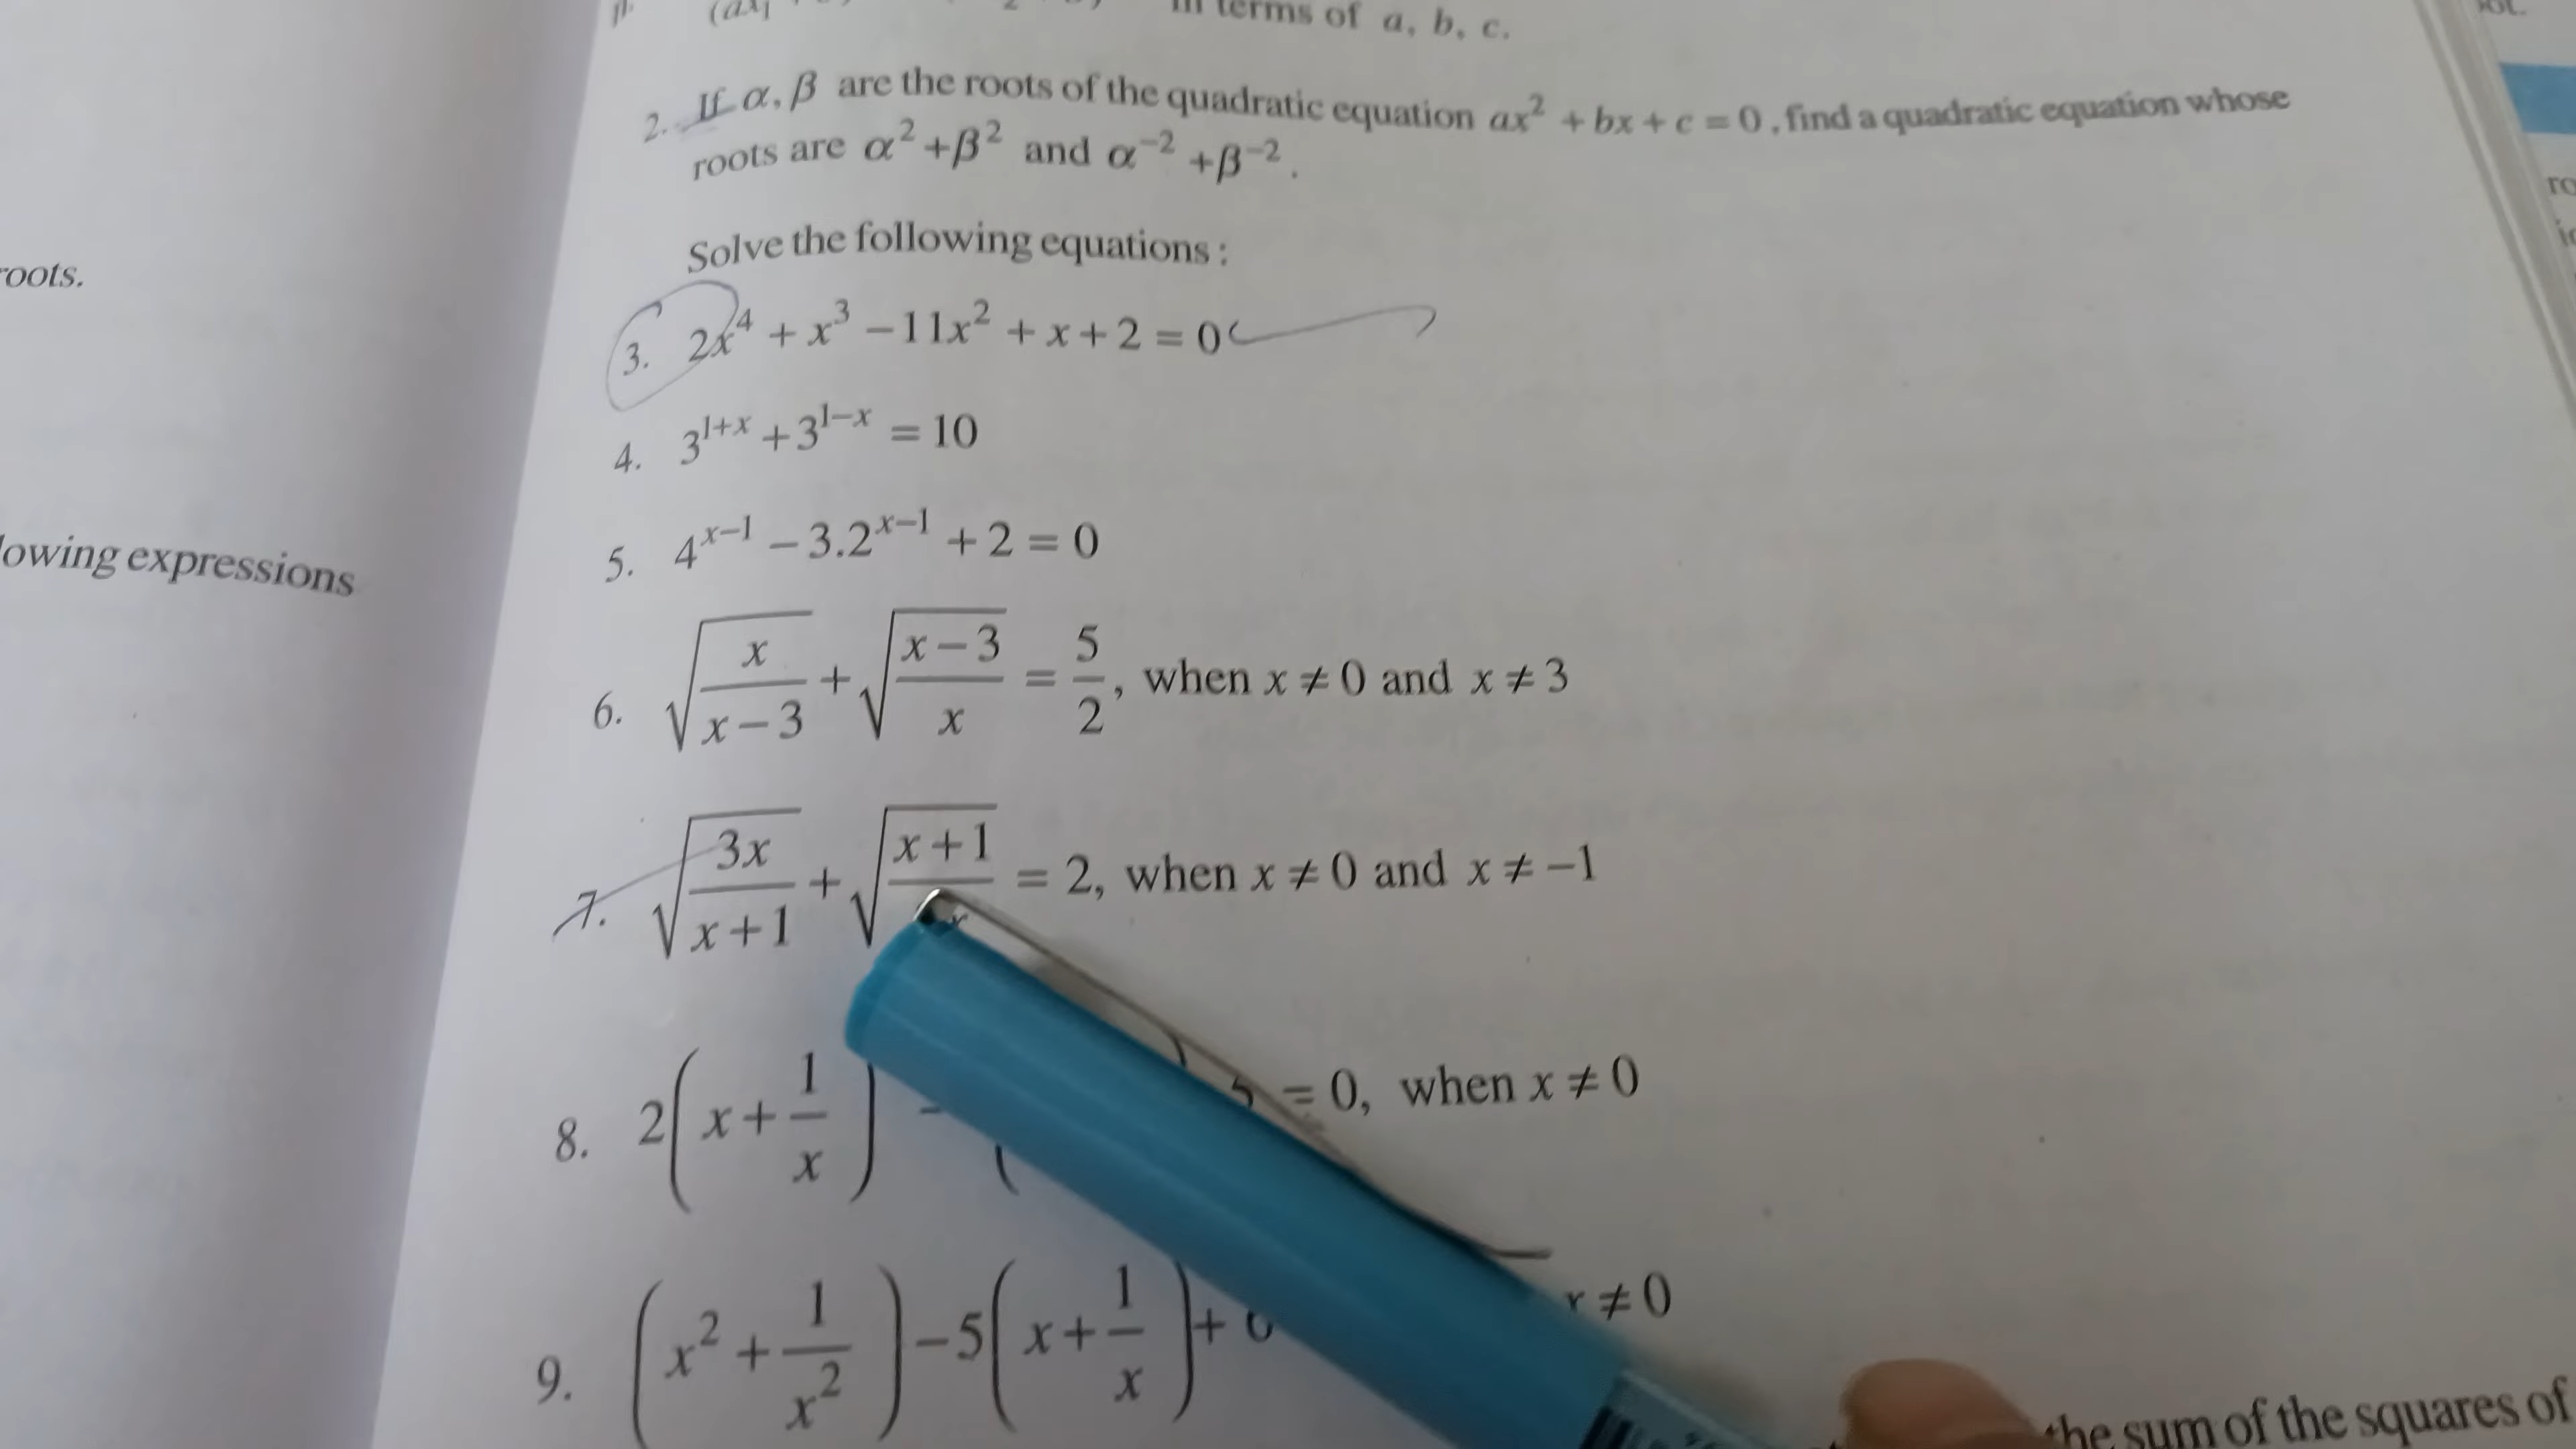 in terms of a, b, c.
2. If α, β are the roots of the quadratic equation ax² + bx + c = 0, find a quadratic equation whose
roots are α² + β² and α⁻² + β⁻².
Solve the following equations :
roots.
3. 2x⁴ + x³ − 11x² + x + 2 = 0
4. 3¹⁺ˣ + 3¹⁻ˣ = 10
5. 4ˣ⁻¹ − 3.2ˣ⁻¹ + 2 = 0
owing expressions
6. √(x/(x−3)) + √((x−3)/x) = 5/2, when x ≠ 0 and x ≠ 3
7. √(3x/(x+1)) + √((x+1)/x) = 2, when x ≠ 0 and x ≠ −1
8. 2(x + 1/x) − ( ) 5 = 0, when x ≠ 0
9. (x² + 1/x²) − 5(x + 1/x) + x ≠ 0
the sum of the squares of